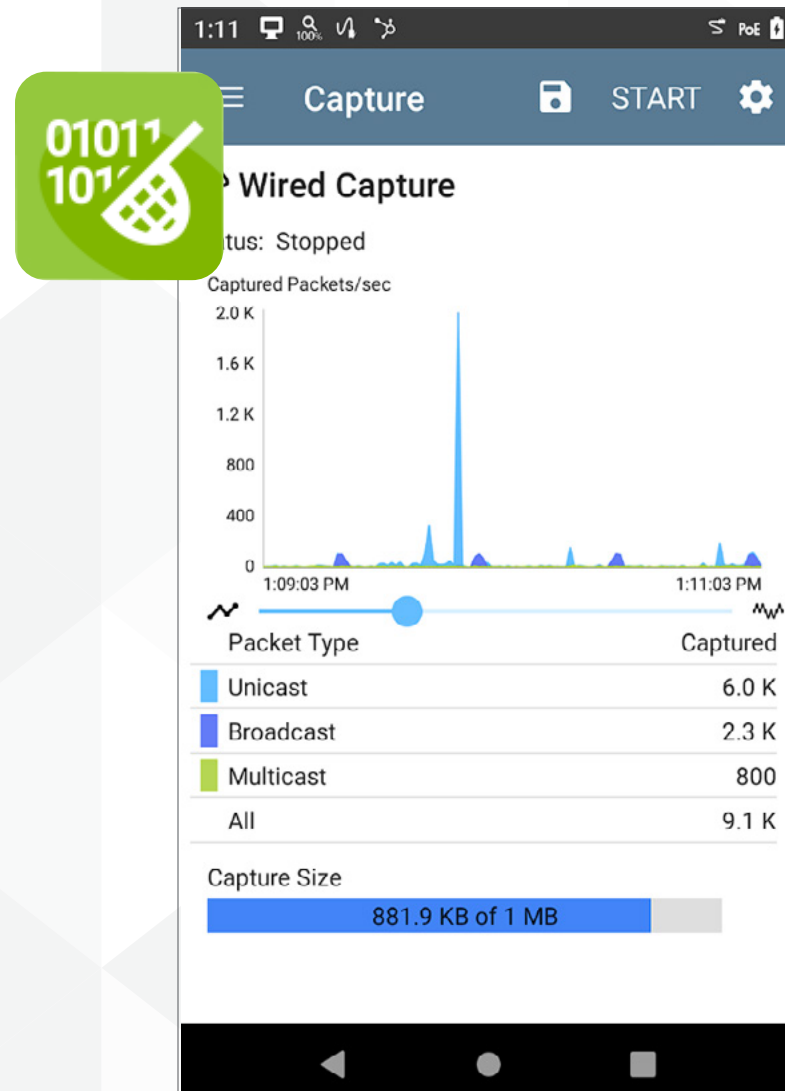 1:11 100% PoE
01011
101
Capture START
Wired Capture
tus: Stopped
Captured Packets/sec
2.0 K
1.6 K
1.2 K
800
400
0
1:09:03 PM 1:11:03 PM
Packet Type Captured
Unicast 6.0 K
Broadcast 2.3 K
Multicast 800
All 9.1 K
Capture Size
881.9 KB of 1 MB